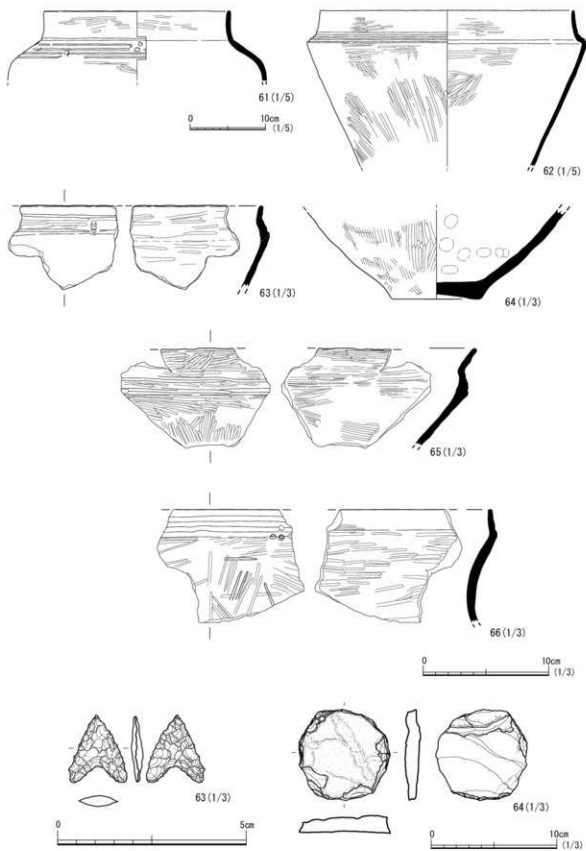 61(1/5)
0 10cm
(1/5)
62(1/5)
63(1/3)
64(1/3)
65(1/3)
66(1/3)
0 10cm
(1/3)
63(1/3)
0 5cm
64(1/3)
0 10cm
(1/3)